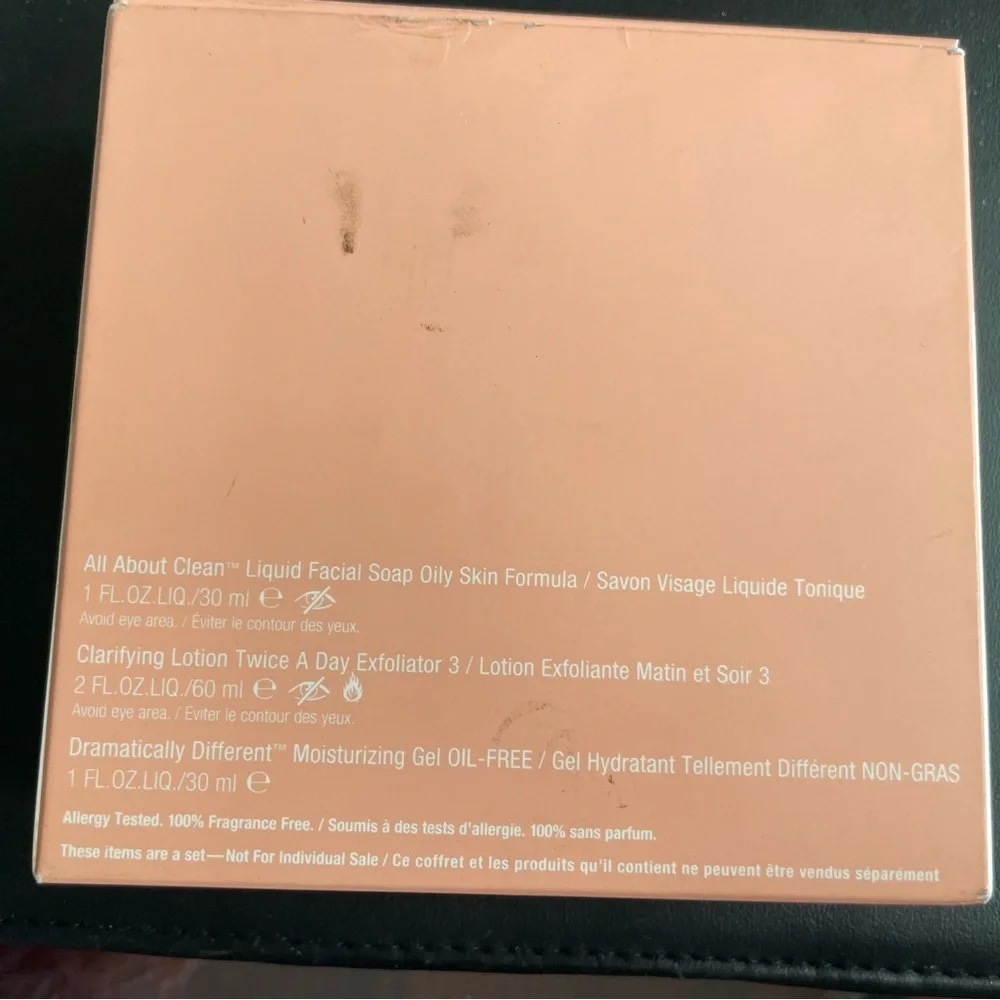 All About Clean™ Liquid Facial Soap Oily Skin Formula / Savon Visage Liquide Tonique
1 FL.OZ.LIQ./30 ml ℮
Avoid eye area. / Éviter le contour des yeux.
Clarifying Lotion Twice A Day Exfoliator 3 / Lotion Exfoliante Matin et Soir 3
2 FL.OZ.LIQ./60 ml ℮
Avoid eye area. / Éviter le contour des yeux.
Dramatically Different™ Moisturizing Gel OIL-FREE / Gel Hydratant Tellement Différent NON-GRAS
1 FL.OZ.LIQ./30 ml ℮
Allergy Tested. 100% Fragrance Free. / Soumis à des tests d'allergie. 100% sans parfum.
These items are a set—Not For Individual Sale / Ce coffret et les produits qu'il contient ne peuvent être vendus séparément